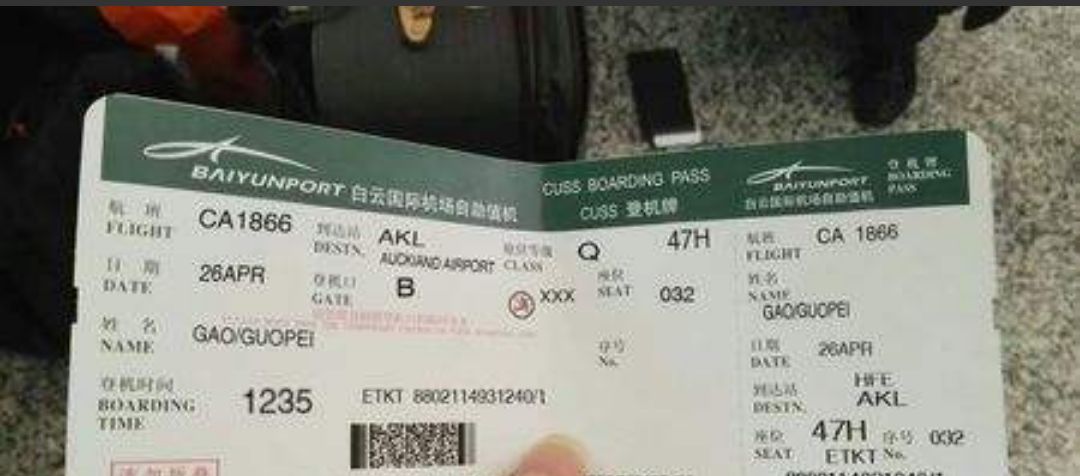 BAIYUNPORT 白云国际机场自助值机
CUSS BOARDING PASS
CUSS 登机牌
航班
FLIGHT
CA1866
到达站
DESTN.
AKL
AUCKIAND AIRPORT
座位等级
CLASS
Q
47H
日期
DATE
26APR
登机口
GATE
B
XXX
座位
SEAT
032
姓名
NAME
GAO/GUOPEI
序号
No.
登机时间
BOARDING
TIME
1235
ETKT 8802114931240/1
BAIYUNPORT
白云国际机场自助值机
登机牌
BOARDING
PASS
航班
FLIGHT
CA 1866
姓名
NAME
GAO/GUOPEI
日期
DATE
26APR
到达站
DESTN.
HFE
AKL
座位
SEAT
47H
序号
No.
032
ETKT